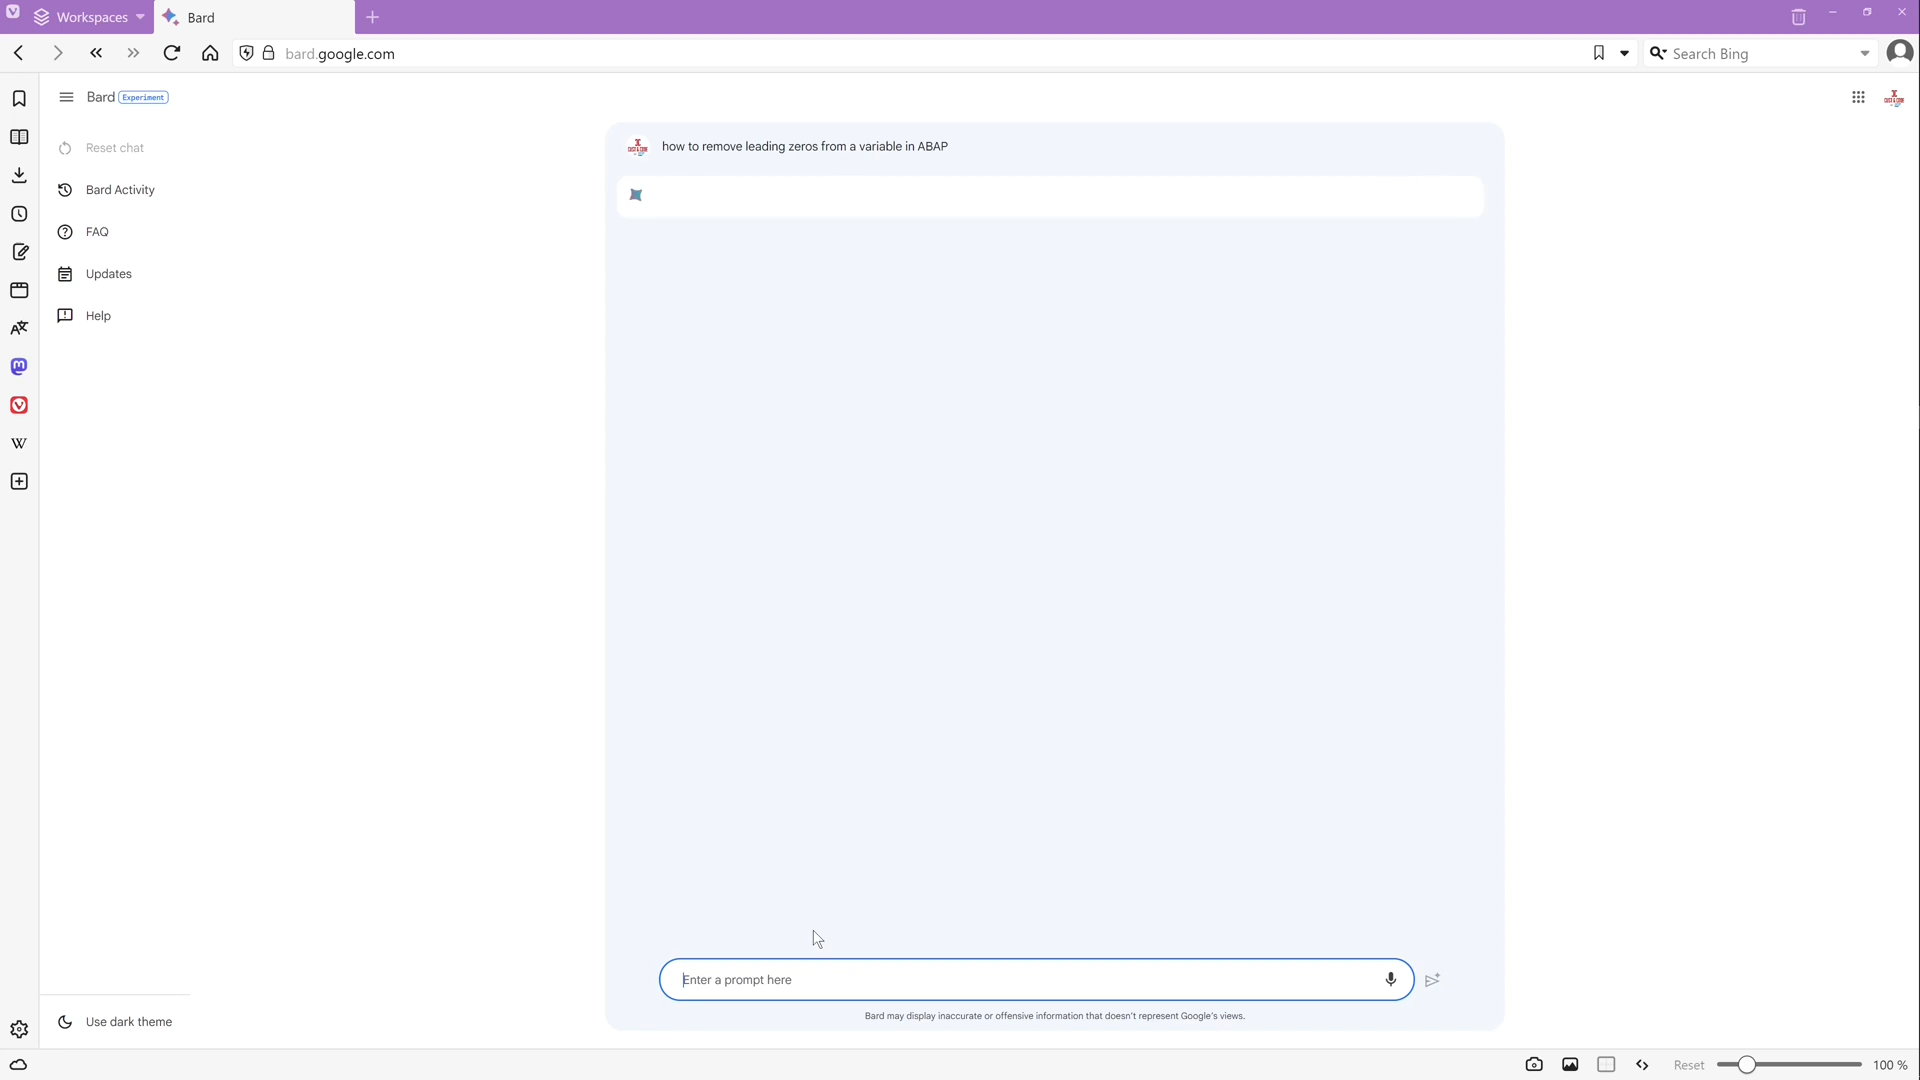 Workspaces
Bard
bard.google.com
Search Bing
Bard Experiment
Reset chat
Bard Activity
FAQ
Updates
Help
how to remove leading zeros from a variable in ABAP
Enter a prompt here
Bard may display inaccurate or offensive information that doesn't represent Google's views.
Use dark theme
Reset
100 %